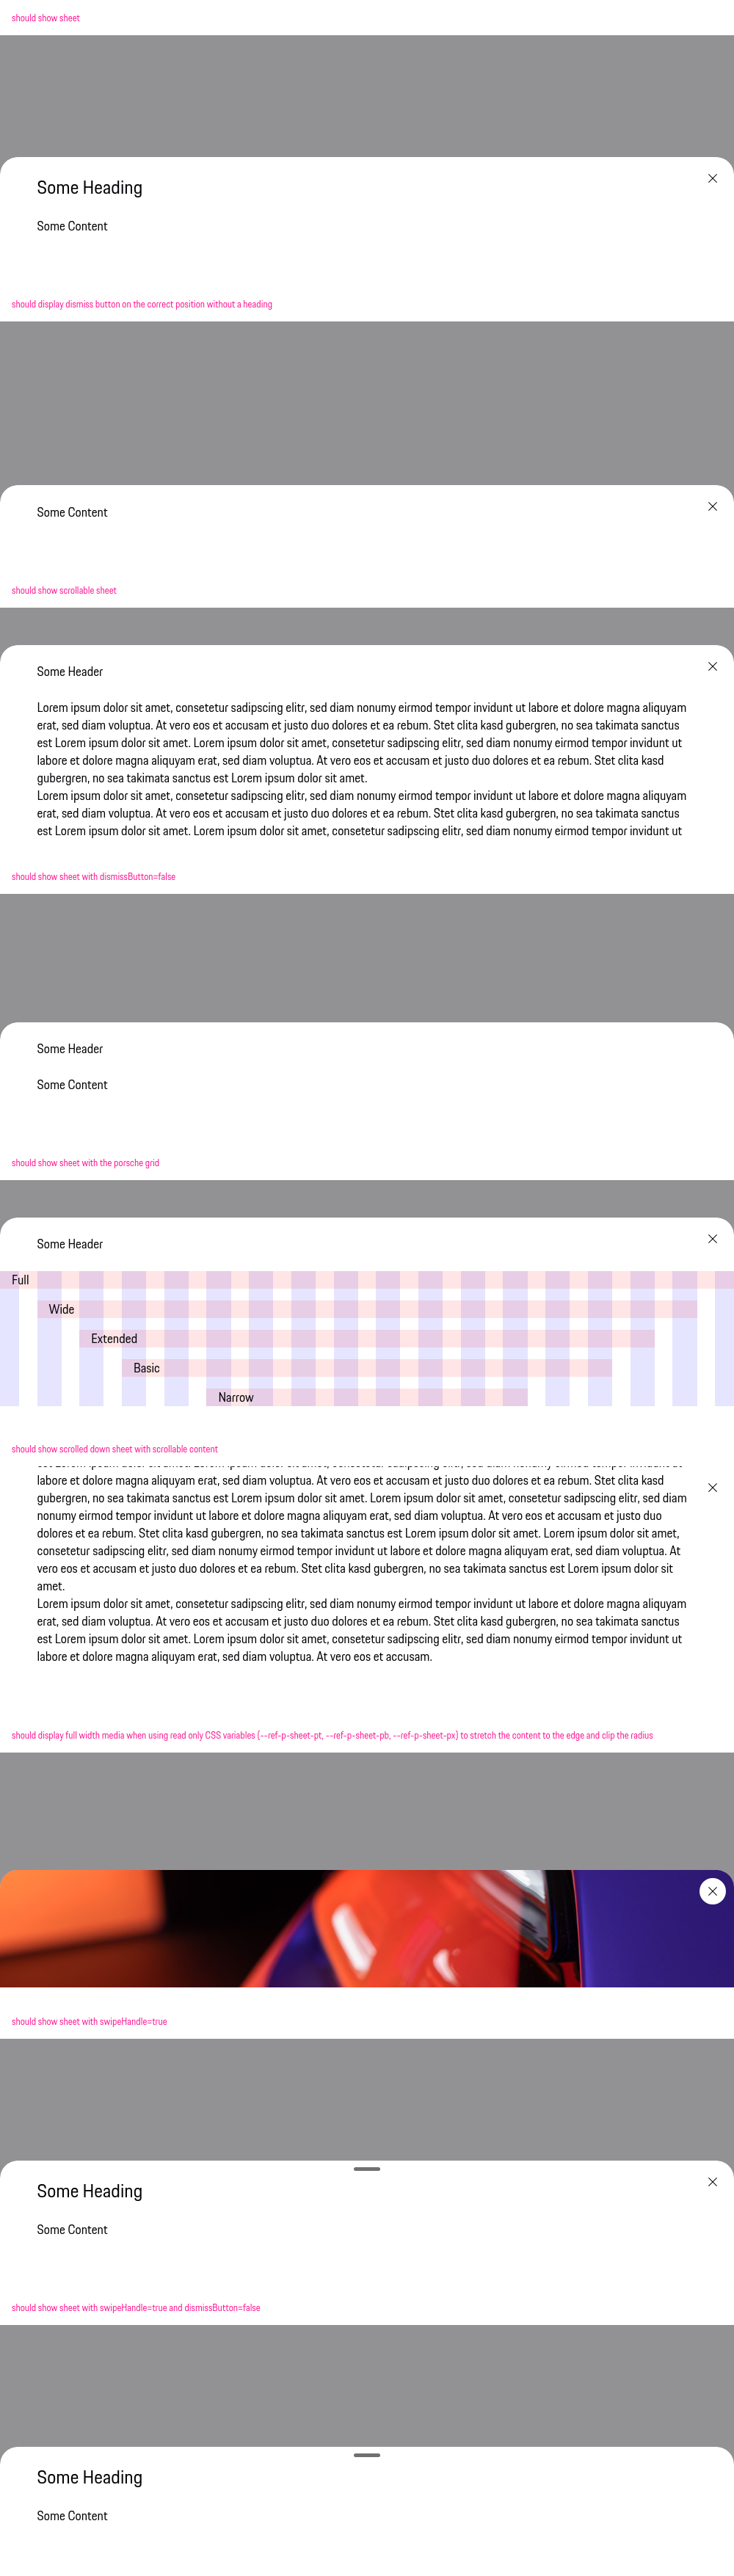 should show sheet
Some Heading
Some Content
should display dismiss button on the correct position without a heading
Some Content
should show scrollable sheet
Some Header
Lorem ipsum dolor sit amet, consetetur sadipscing elitr, sed diam nonumy eirmod tempor invidunt ut labore et dolore magna aliquyam
erat, sed diam voluptua. At vero eos et accusam et justo duo dolores et ea rebum. Stet clita kasd gubergren, no sea takimata sanctus
est Lorem ipsum dolor sit amet. Lorem ipsum dolor sit amet, consetetur sadipscing elitr, sed diam nonumy eirmod tempor invidunt ut
labore et dolore magna aliquyam erat, sed diam voluptua. At vero eos et accusam et justo duo dolores et ea rebum. Stet clita kasd
gubergren, no sea takimata sanctus est Lorem ipsum dolor sit amet.
Lorem ipsum dolor sit amet, consetetur sadipscing elitr, sed diam nonumy eirmod tempor invidunt ut labore et dolore magna aliquyam
erat, sed diam voluptua. At vero eos et accusam et justo duo dolores et ea rebum. Stet clita kasd gubergren, no sea takimata sanctus
est Lorem ipsum dolor sit amet. Lorem ipsum dolor sit amet, consetetur sadipscing elitr, sed diam nonumy eirmod tempor invidunt ut
should show sheet with dismissButton=false
Some Header
Some Content
should show sheet with the porsche grid
Some Header
Full
Wide
Extended
Basic
Narrow
should show scrolled down sheet with scrollable content
labore et dolore magna aliquyam erat, sed diam voluptua. At vero eos et accusam et justo duo dolores et ea rebum. Stet clita kasd
gubergren, no sea takimata sanctus est Lorem ipsum dolor sit amet. Lorem ipsum dolor sit amet, consetetur sadipscing elitr, sed diam
nonumy eirmod tempor invidunt ut labore et dolore magna aliquyam erat, sed diam voluptua. At vero eos et accusam et justo duo
dolores et ea rebum. Stet clita kasd gubergren, no sea takimata sanctus est Lorem ipsum dolor sit amet. Lorem ipsum dolor sit amet,
consetetur sadipscing elitr, sed diam nonumy eirmod tempor invidunt ut labore et dolore magna aliquyam erat, sed diam voluptua. At
vero eos et accusam et justo duo dolores et ea rebum. Stet clita kasd gubergren, no sea takimata sanctus est Lorem ipsum dolor sit
amet.
Lorem ipsum dolor sit amet, consetetur sadipscing elitr, sed diam nonumy eirmod tempor invidunt ut labore et dolore magna aliquyam
erat, sed diam voluptua. At vero eos et accusam et justo duo dolores et ea rebum. Stet clita kasd gubergren, no sea takimata sanctus
est Lorem ipsum dolor sit amet. Lorem ipsum dolor sit amet, consetetur sadipscing elitr, sed diam nonumy eirmod tempor invidunt ut
labore et dolore magna aliquyam erat, sed diam voluptua. At vero eos et accusam.
should display full width media when using read only CSS variables (--ref-p-sheet-pt, --ref-p-sheet-pb, --ref-p-sheet-px) to stretch the content to the edge and clip the radius
should show sheet with swipeHandle=true
Some Heading
Some Content
should show sheet with swipeHandle=true and dismissButton=false
Some Heading
Some Content